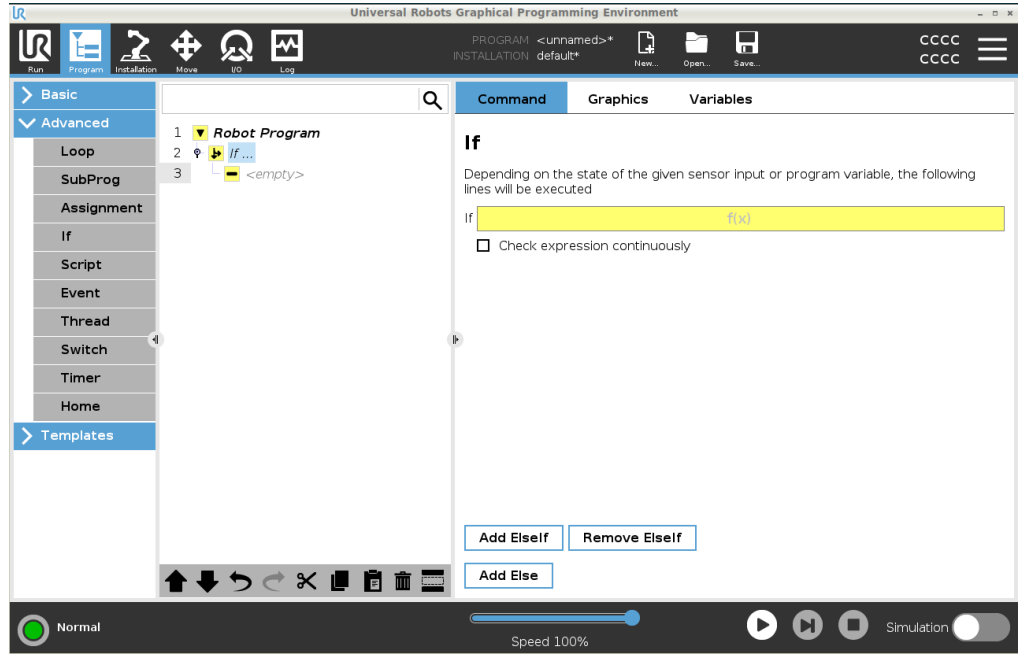 Universal Robots Graphical Programming Environment
UR
Run
Program
Installation
Move
I/O
Log
PROGRAM <unnamed>*
INSTALLATION default*
New...
Open...
Save...
CCCC
CCCC
Basic
Advanced
Loop
SubProg
Assignment
If
Script
Event
Thread
Switch
Timer
Home
Templates
1 Robot Program
2 If ...
3 <empty>
Command Graphics Variables
If
Depending on the state of the given sensor input or program variable, the following
lines will be executed
If f(x)
Check expression continuously
Add ElseIf Remove ElseIf
Add Else
Normal
Speed 100%
Simulation